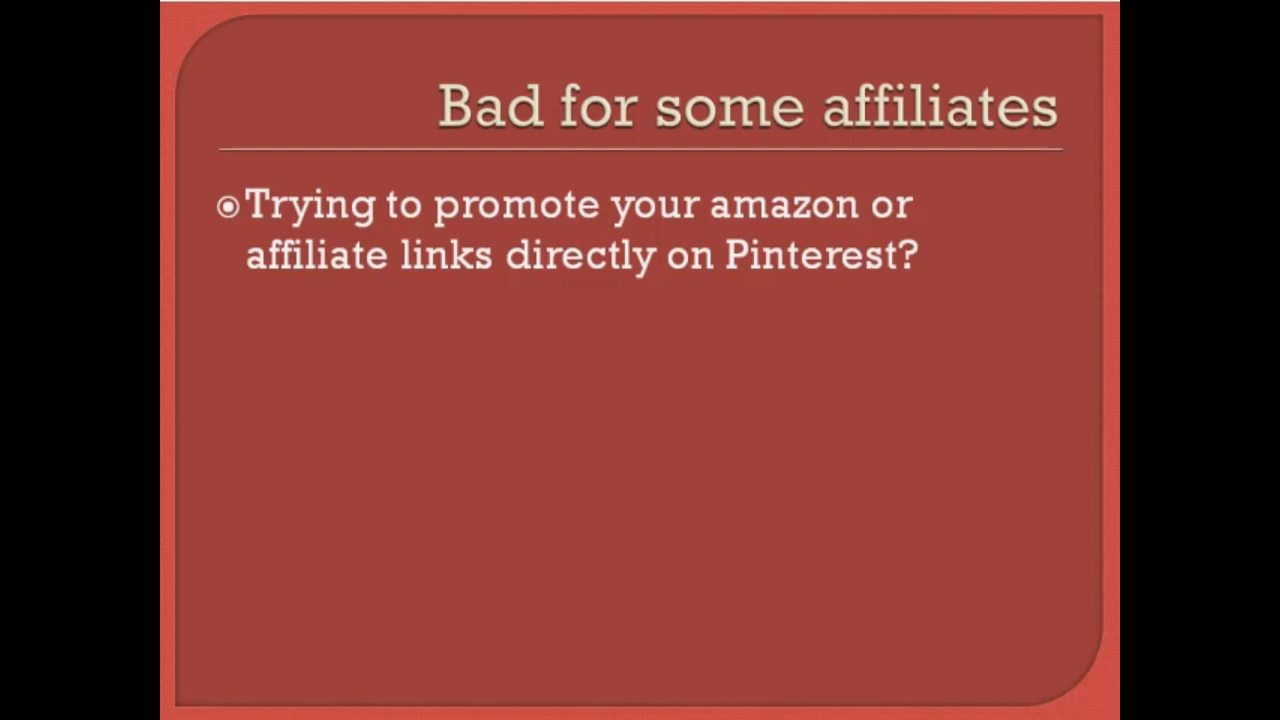 Bad for some affiliates
Trying to promote your amazon or
affiliate links directly on Pinterest?